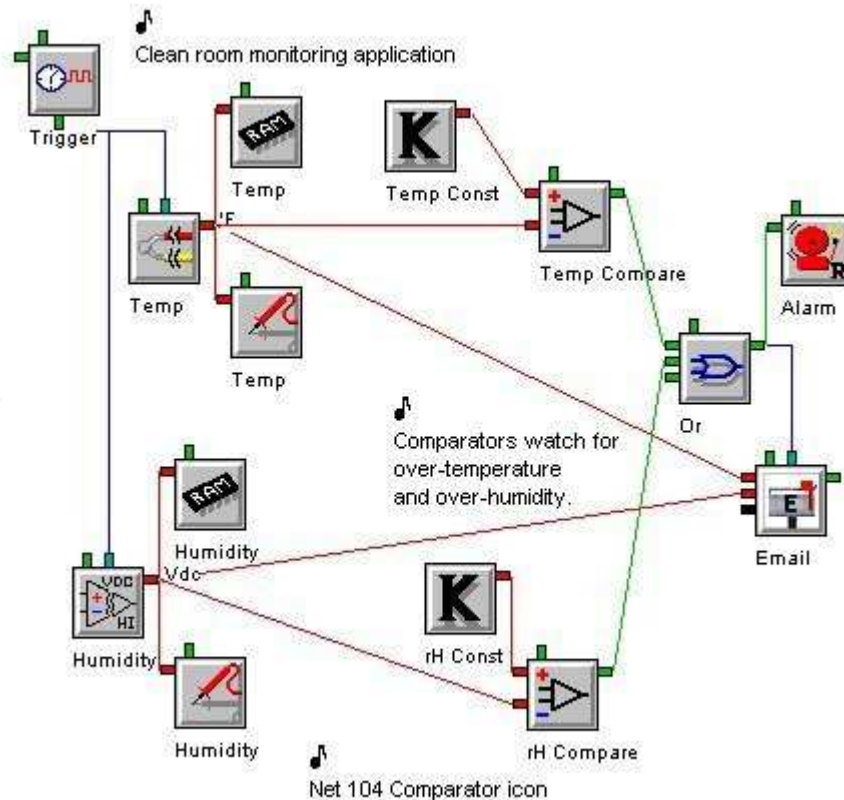 Clean room monitoring application
Trigger
RAM
Temp
K
Temp Const
°F
Temp
+
-
Temp Compare
R
Alarm
Temp
Or
Comparators watch for
over-temperature
and over-humidity.
RAM
Humidity
E
Email
Vdc
VDC
+
-
HI
Humidity
K
rH Const
+
-
rH Compare
Humidity
Net 104 Comparator icon